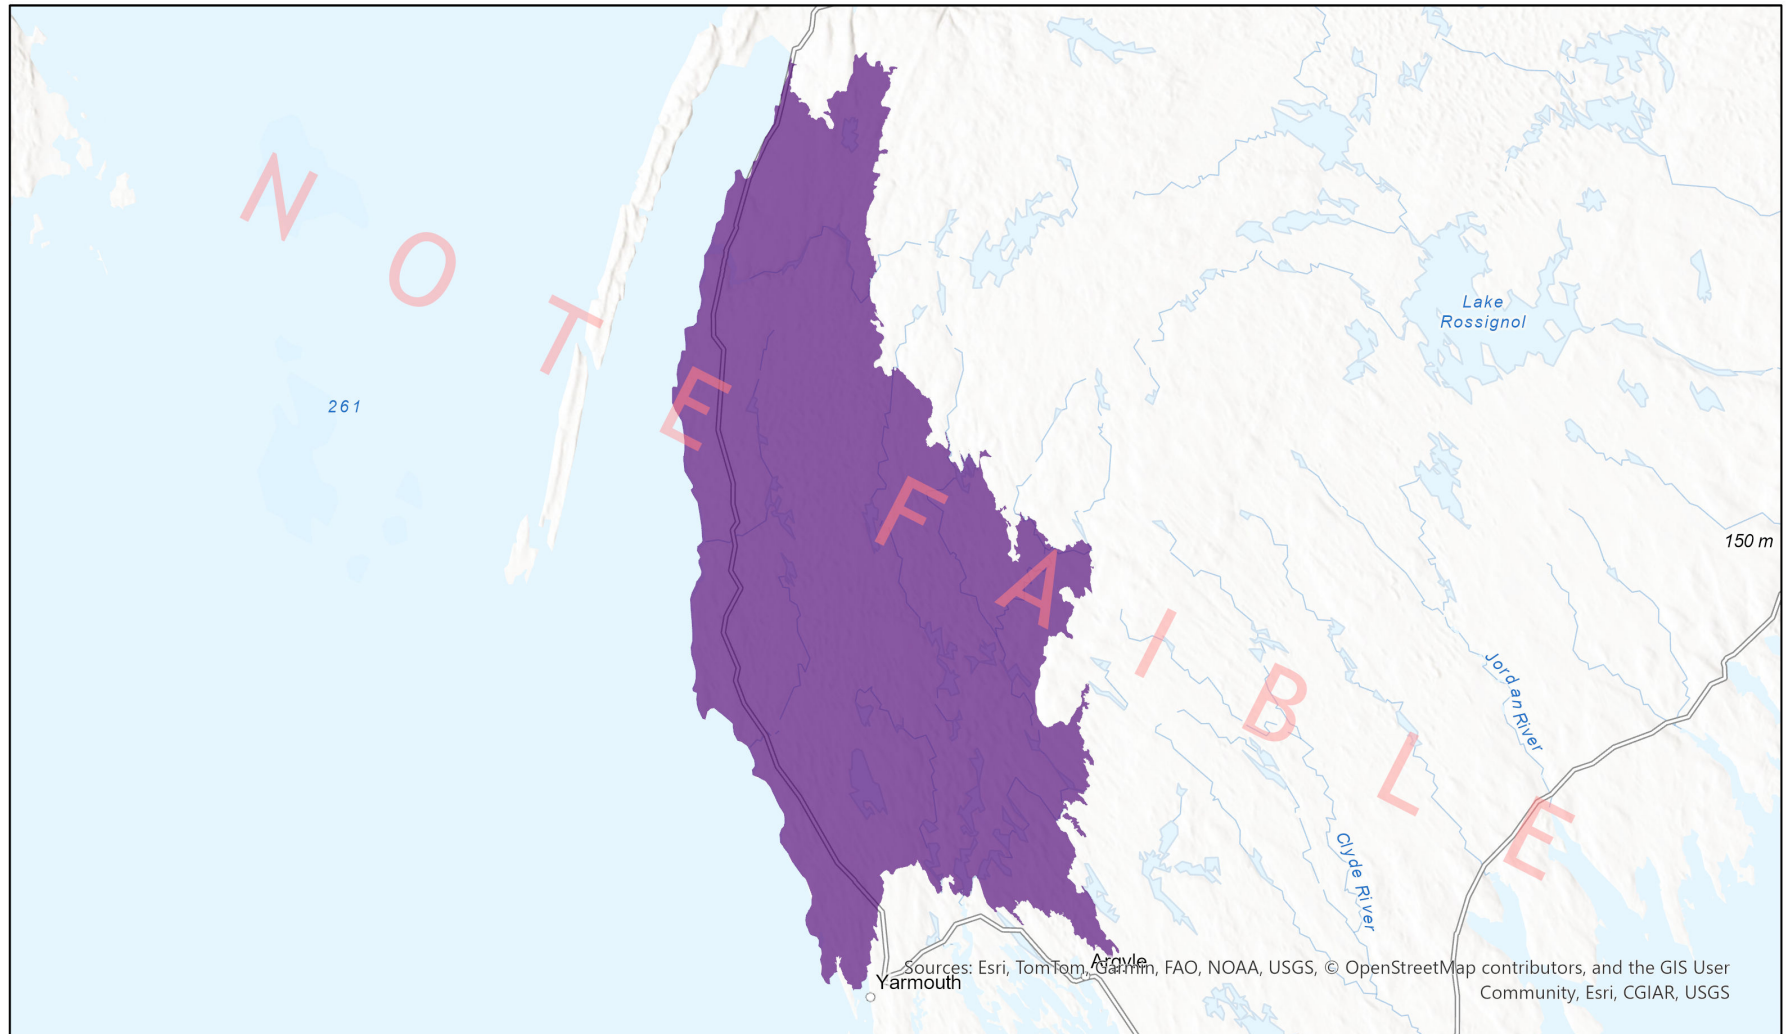 NOTE FAIBLE
Lake
Rossignol
261
150 m
Jordan River
Clyde River
Argyle
Sources: Esri, TomTom, Garmin, FAO, NOAA, USGS, © OpenStreetMap contributors, and the GIS User
Community, Esri, CGIAR, USGS
Yarmouth